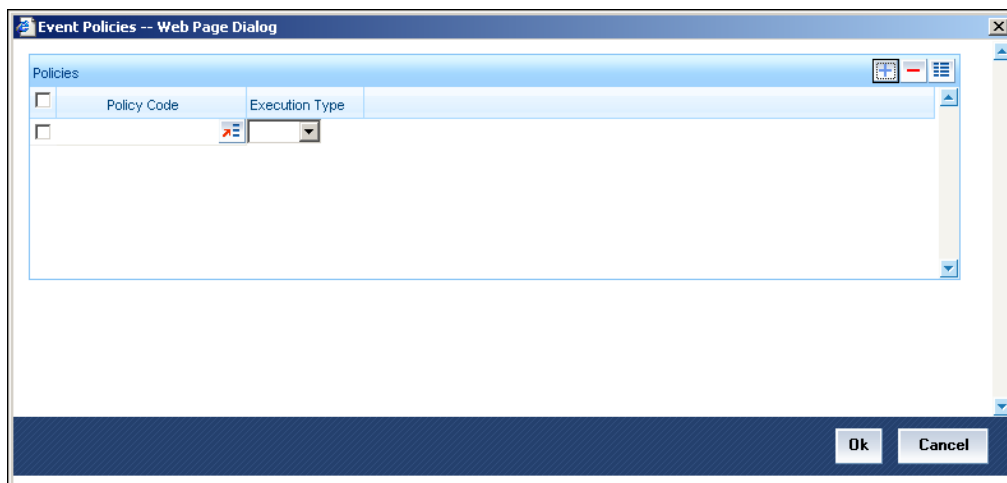 Event Policies -- Web Page Dialog
Policies
Policy Code Execution Type
Ok Cancel